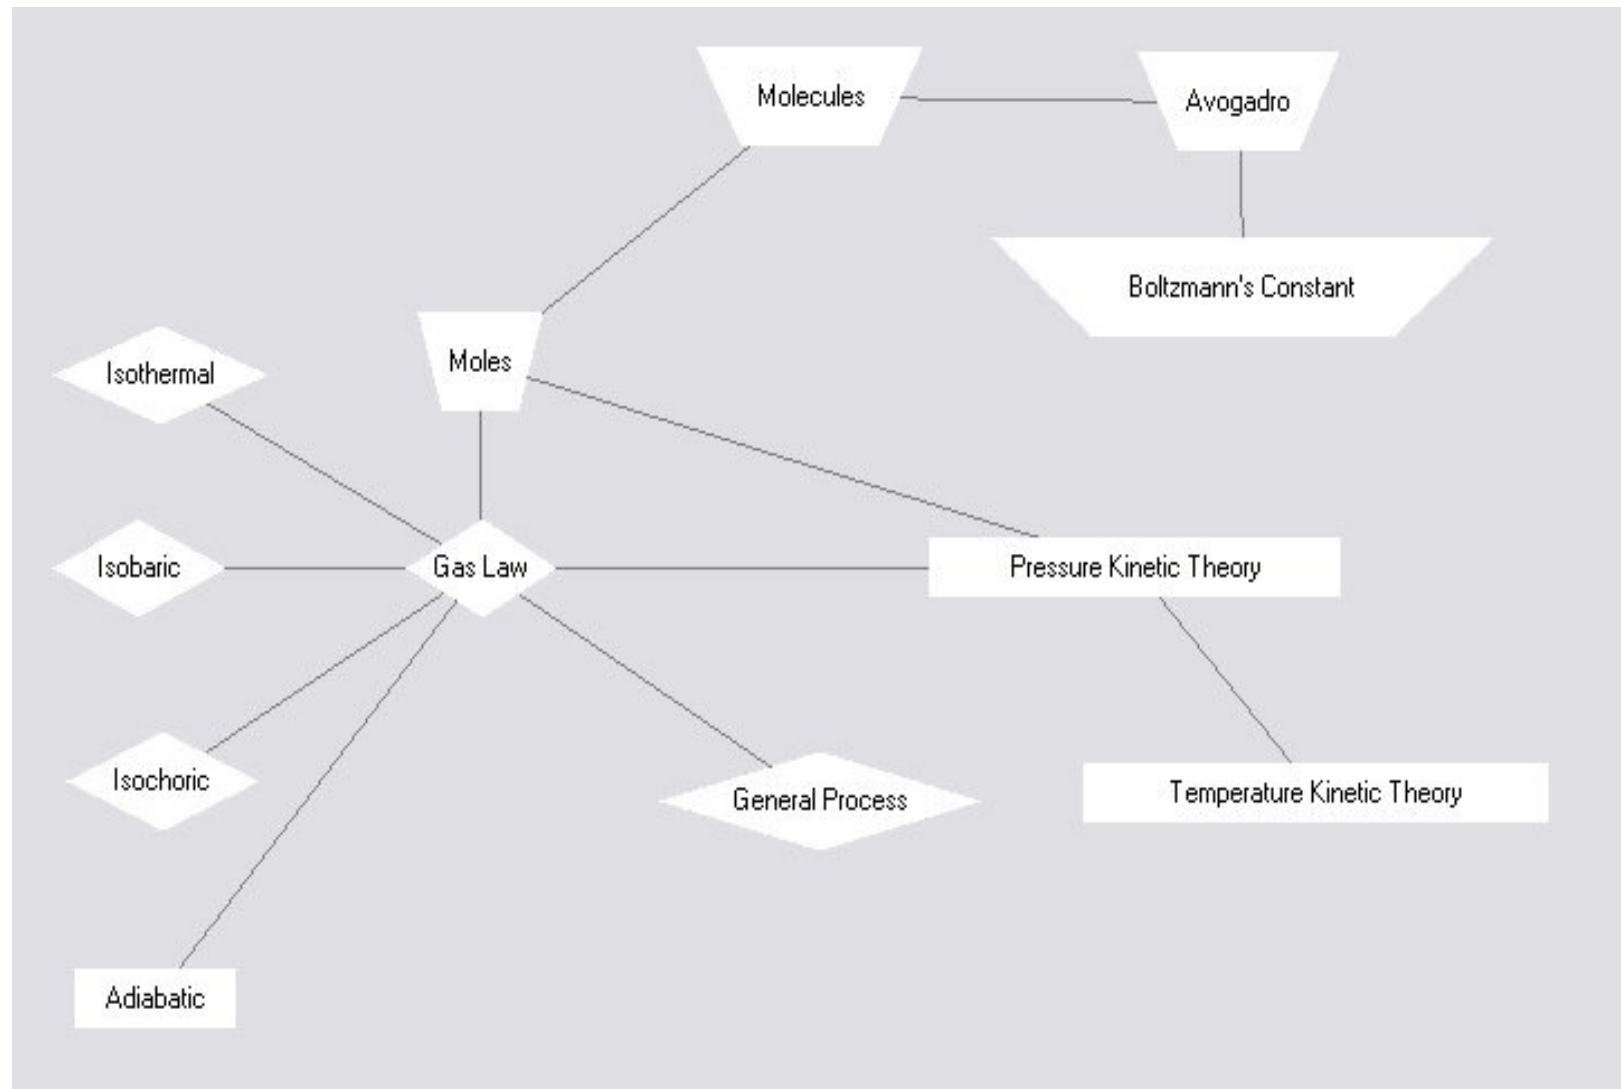 Molecules
Avogadro
Boltzmann's Constant
Moles
Isothermal
Isobaric
Gas Law
Pressure Kinetic Theory
Isochoric
General Process
Temperature Kinetic Theory
Adiabatic